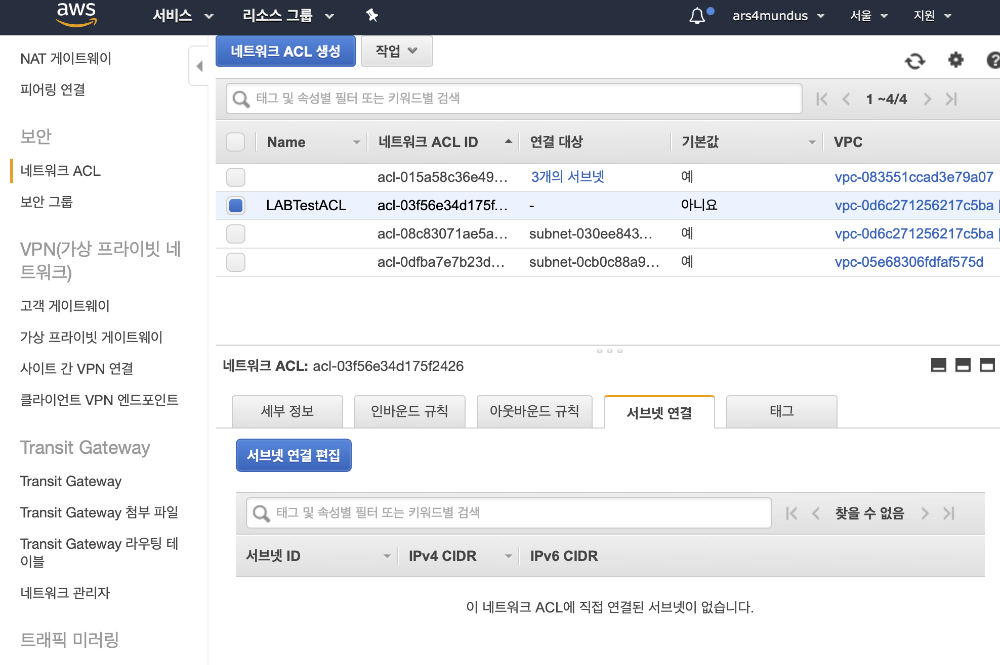 aws
서비스
리소스 그룹
ars4mundus
서울
지원
NAT 게이트웨이
피어링 연결
보안
네트워크 ACL
보안 그룹
VPN(가상 프라이빗 네
트워크)
고객 게이트웨이
가상 프라이빗 게이트웨이
사이트 간 VPN 연결
클라이언트 VPN 엔드포인트
Transit Gateway
Transit Gateway
Transit Gateway 첨부 파일
Transit Gateway 라우팅 테
이블
네트워크 관리자
트래픽 미러링
네트워크 ACL 생성
작업
태그 및 속성별 필터 또는 키워드별 검색
1 ~4/4
Name 네트워크 ACL ID 연결 대상 기본값 VPC
acl-015a58c36e49... 3개의 서브넷 예 vpc-083551ccad3e79a07
LABTestACL acl-03f56e34d175f... - 아니요 vpc-0d6c271256217c5ba |
acl-08c83071ae5a... subnet-030ee843... 예 vpc-0d6c271256217c5ba |
acl-0dfba7e7b23d... subnet-0cb0c88a9... 예 vpc-05e68306fdfaf575d
네트워크 ACL: acl-03f56e34d175f2426
세부 정보
인바운드 규칙
아웃바운드 규칙
서브넷 연결
태그
서브넷 연결 편집
태그 및 속성별 필터 또는 키워드별 검색
찾을 수 없음
서브넷 ID IPv4 CIDR IPv6 CIDR
이 네트워크 ACL에 직접 연결된 서브넷이 없습니다.